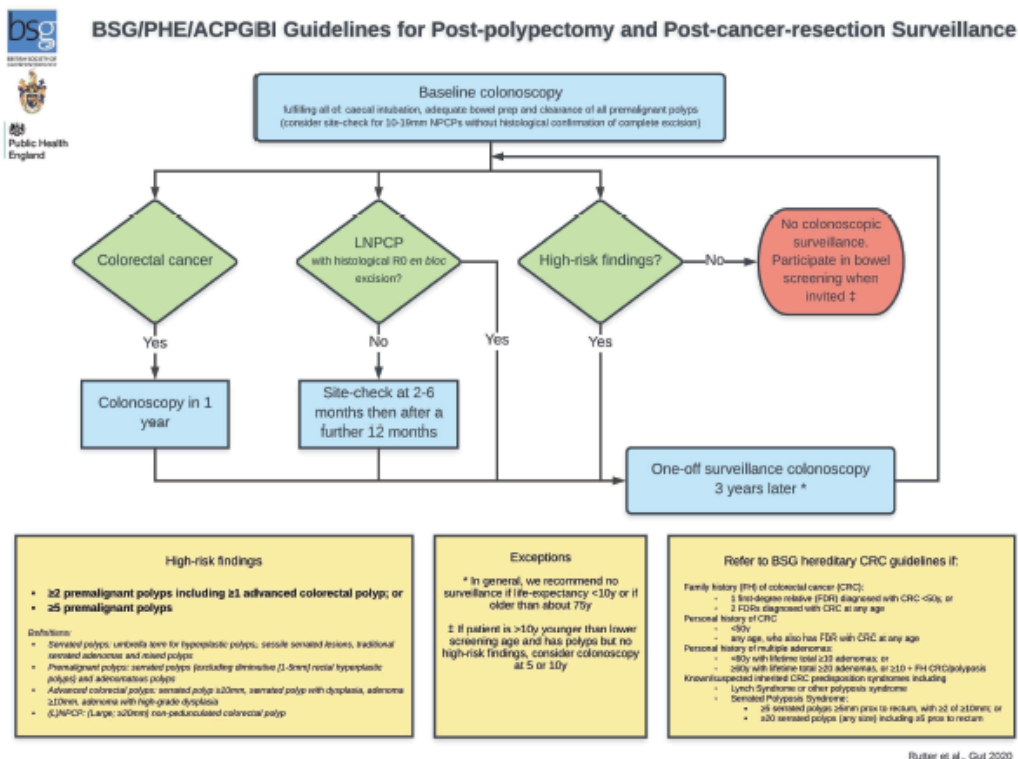 bsg
BRITISH SOCIETY OF
GASTROENTEROLOGY
Public Health
England
BSG/PHE/ACPGBI Guidelines for Post-polypectomy and Post-cancer-resection Surveillance
Baseline colonoscopy
fulfilling all of: caecal intubation, adequate bowel prep and clearance of all premalignant polyps
(consider site-check for 10-19mm NPCPs without histological confirmation of complete excision)
Colorectal cancer
LNPCP
with histological R0 en bloc
excision?
High-risk findings?
No
No colonoscopic
surveillance.
Participate in bowel
screening when
invited ‡
Yes
No
Yes
Yes
Colonoscopy in 1
year
Site-check at 2-6
months then after a
further 12 months
One-off surveillance colonoscopy
3 years later *
High-risk findings
• ≥2 premalignant polyps including ≥1 advanced colorectal polyp; or
• ≥5 premalignant polyps
Definitions:
• Serrated polyps: umbrella term for hyperplastic polyps; sessile serrated lesions, traditional
serrated adenomas and mixed polyps
• Premalignant polyps: serrated polyps (excluding diminutive [1-5mm] rectal hyperplastic
polyps) and adenomatous polyps
• Advanced colorectal polyps: serrated polyp ≥10mm, serrated polyp with dysplasia, adenoma
≥10mm, adenoma with high-grade dysplasia
• (L)NPCP: (Large; ≥20mm) non-pedunculated colorectal polyp
Exceptions
* In general, we recommend no
surveillance if life-expectancy <10y or if
older than about 75y
‡ If patient is >10y younger than lower
screening age and has polyps but no
high-risk findings, consider colonoscopy
at 5 or 10y
Refer to BSG hereditary CRC guidelines if:
Family history (FH) of colorectal cancer (CRC):
- 1 first-degree relative (FDR) diagnosed with CRC <50y, or
- 2 FDRs diagnosed with CRC at any age
Personal history of CRC
- <50y
- any age, who also has FDR with CRC at any age
Personal history of multiple adenomas:
- <60y with lifetime total ≥10 adenomas; or
- ≥60y with lifetime total ≥20 adenomas, or ≥10 + FH CRC/polyposis
Known/suspected inherited CRC predisposition syndromes including
- Lynch Syndrome or other polyposis syndrome
- Serrated Polyposis Syndrome:
• ≥5 serrated polyps ≥5mm prox to rectum, with ≥2 of ≥10mm; or
• ≥20 serrated polyps (any size) including ≥5 prox to rectum
Rutter et al., Gut 2020